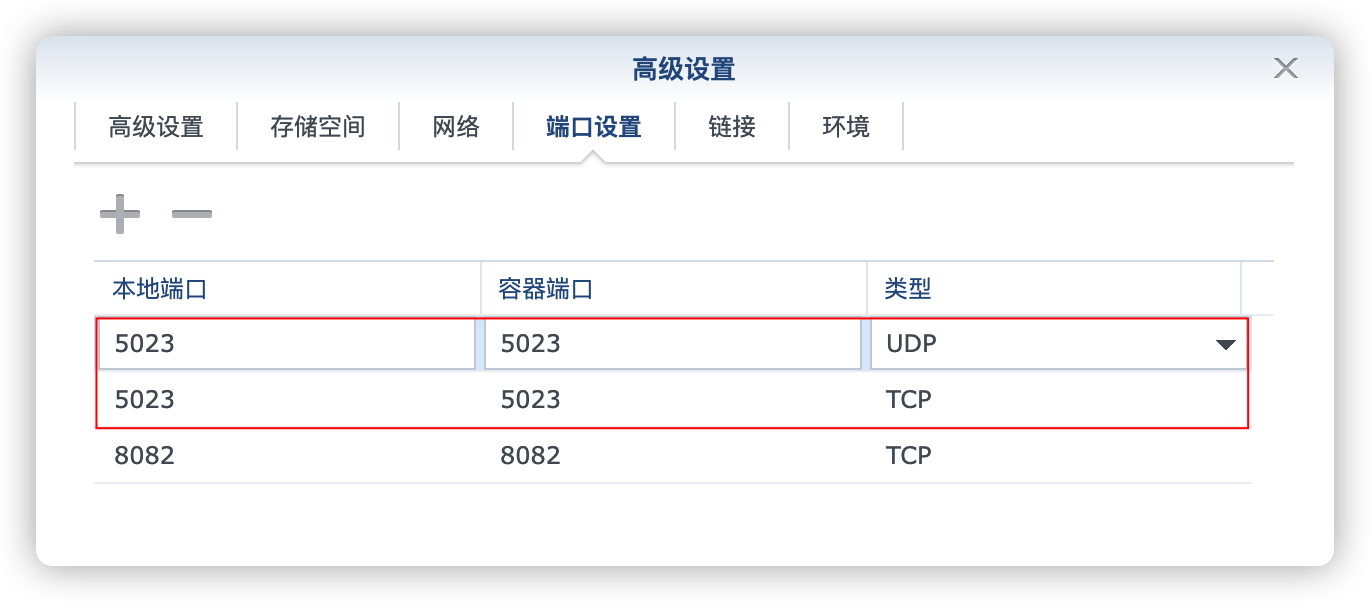 高级设置
高级设置 存储空间 网络 端口设置 链接 环境
本地端口 容器端口 类型
5023 5023 UDP
5023 5023 TCP
8082 8082 TCP